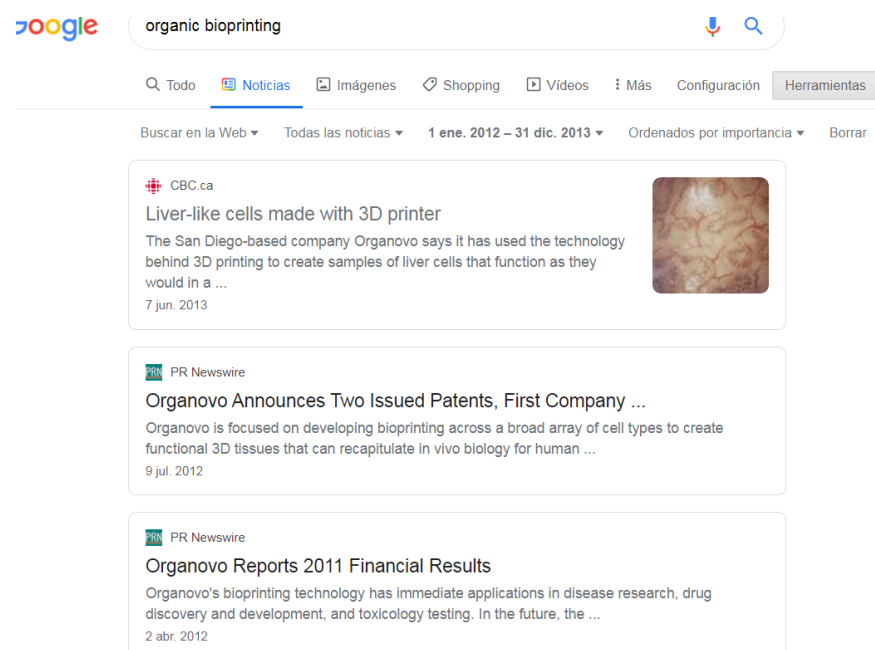 Google
organic bioprinting
Todo Noticias Imágenes Shopping Vídeos Más Configuración Herramientas
Buscar en la Web Todas las noticias 1 ene. 2012 – 31 dic. 2013 Ordenados por importancia Borrar
CBC.ca
Liver-like cells made with 3D printer
The San Diego-based company Organovo says it has used the technology
behind 3D printing to create samples of liver cells that function as they
would in a ...
7 jun. 2013
PRN PR Newswire
Organovo Announces Two Issued Patents, First Company ...
Organovo is focused on developing bioprinting across a broad array of cell types to create
functional 3D tissues that can recapitulate in vivo biology for human ...
9 jul. 2012
PRN PR Newswire
Organovo Reports 2011 Financial Results
Organovo's bioprinting technology has immediate applications in disease research, drug
discovery and development, and toxicology testing. In the future, the ...
2 abr. 2012